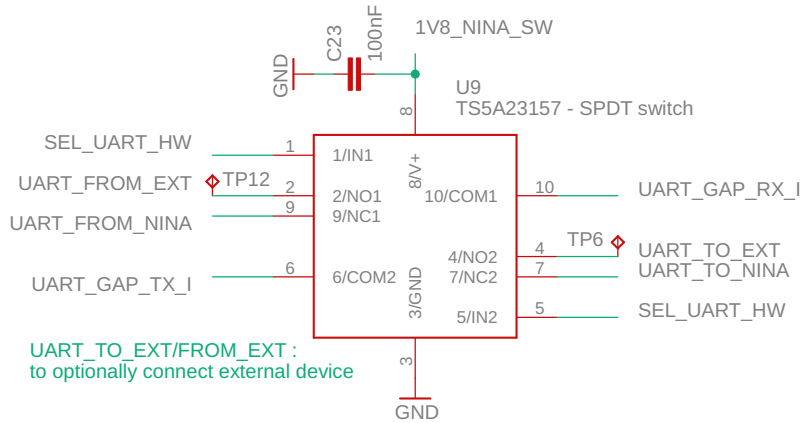 1V8_NINA_SW
C23
100nF
GND
U9
TS5A23157 - SPDT switch
8
SEL_UART_HW
1
1/IN1
8/V+
UART_FROM_EXT
TP12
2
2/NO1
10/COM1
10
UART_GAP_RX_I
UART_FROM_NINA
9
9/NC1
TP6
4/NO2
4
UART_TO_EXT
UART_GAP_TX_I
6
6/COM2
3/GND
7/NC2
7
UART_TO_NINA
5/IN2
5
SEL_UART_HW
UART_TO_EXT/FROM_EXT :
to optionally connect external device
3
GND